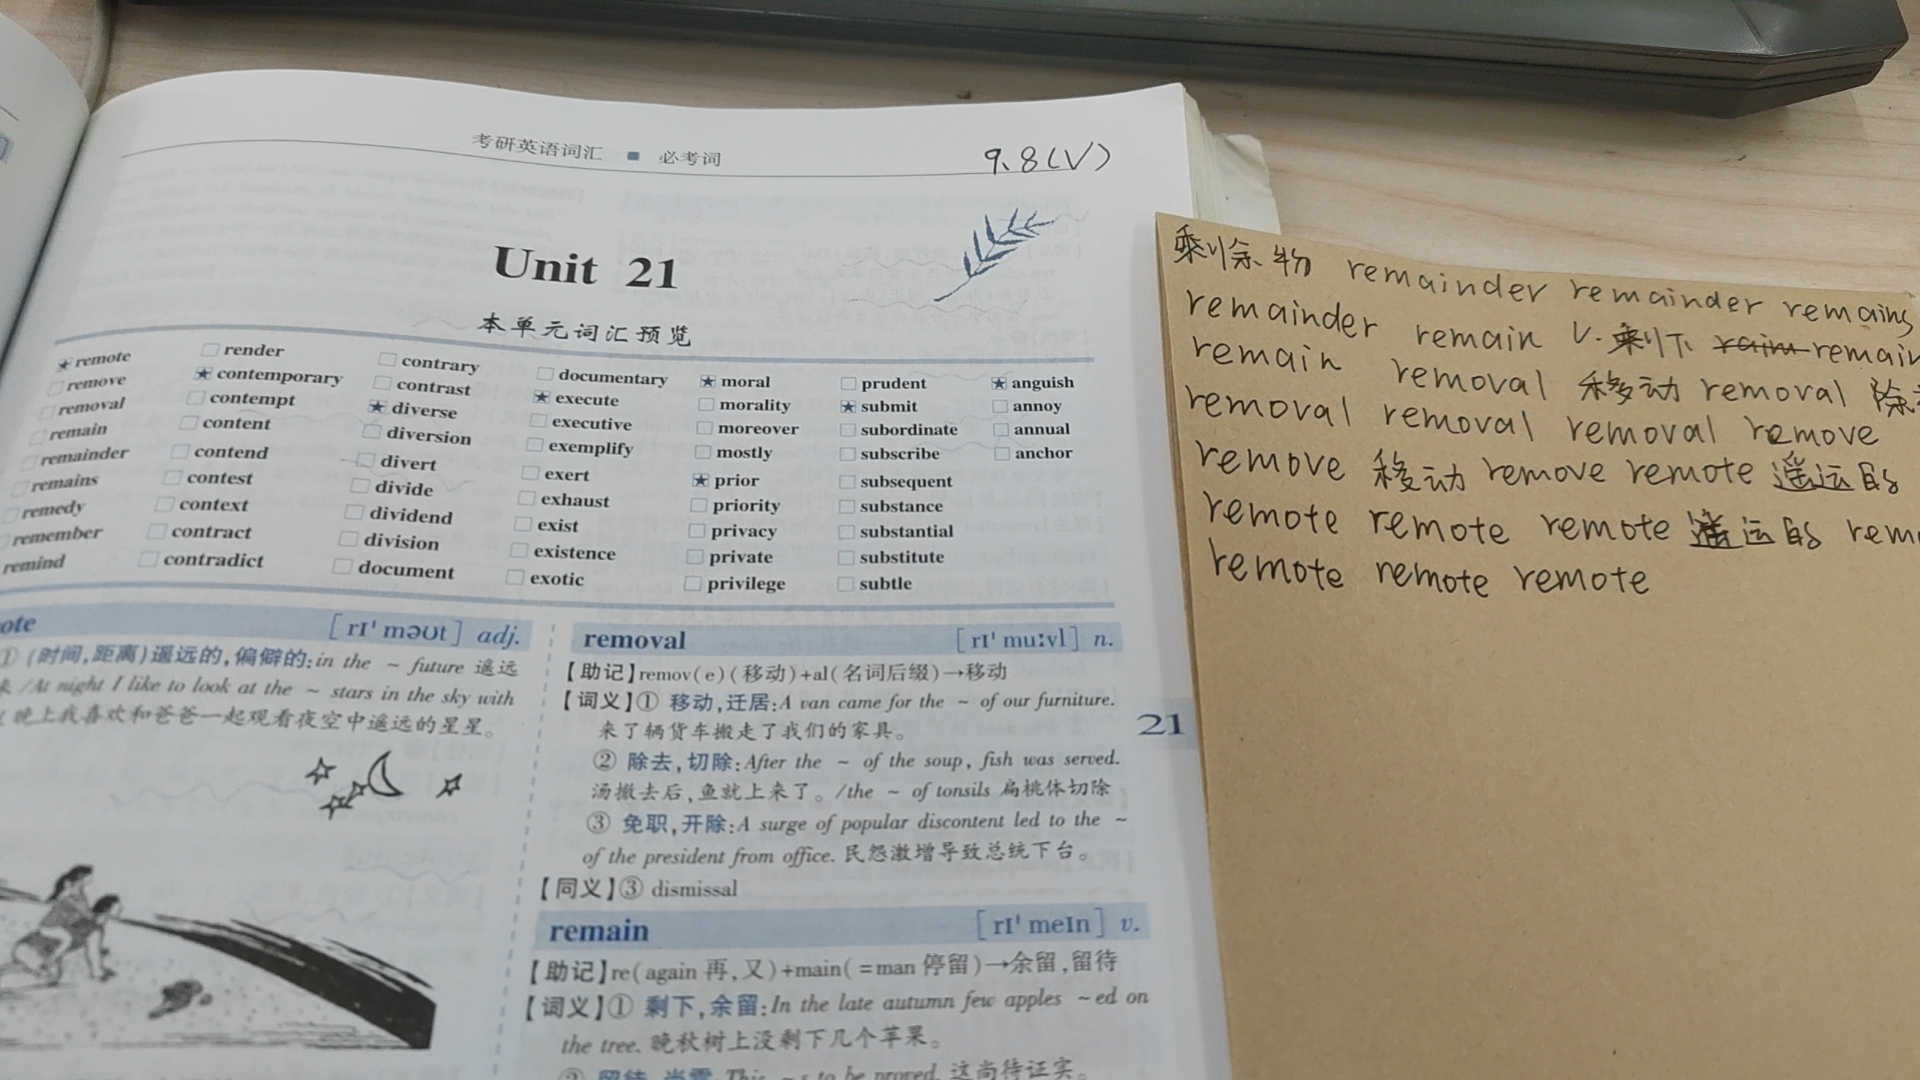 考研英语词汇 ■ 必考词
9.8(V)
Unit 21
本单元词汇预览
★ remote
□ remove
□ removal
□ remain
□ remainder
□ remains
□ remedy
□ remember
□ remind
□ render
★ contemporary
□ contempt
□ content
□ contend
□ contest
□ context
□ contract
□ contradict
□ contrary
□ contrast
★ diverse
□ diversion
□ divert
□ divide
□ dividend
□ division
□ document
□ documentary
★ execute
□ executive
□ exemplify
□ exert
□ exhaust
□ exist
□ existence
□ exotic
★ moral
□ morality
□ moreover
□ mostly
★ prior
□ priority
□ privacy
□ private
□ privilege
□ prudent
★ submit
□ subordinate
□ subscribe
□ subsequent
□ substance
□ substantial
□ substitute
□ subtle
★ anguish
□ annoy
□ annual
□ anchor
ote [rɪˈməʊt] adj.
① (时间,距离)遥远的,偏僻的:in the ~ future 遥远
来/At night I like to look at the ~ stars in the sky with
晚上我喜欢和爸爸一起观看夜空中遥远的星星。
removal [rɪˈmuːvl] n.
【助记】remov(e)(移动)+al(名词后缀)→移动
【词义】① 移动,迁居:A van came for the ~ of our furniture.
来了辆货车搬走了我们的家具。
② 除去,切除:After the ~ of the soup, fish was served.
汤撤去后,鱼就上来了。/the ~ of tonsils 扁桃体切除
③ 免职,开除:A surge of popular discontent led to the ~
of the president from office. 民怨激增导致总统下台。
【同义】③ dismissal
remain [rɪˈmeɪn] v.
【助记】re(again 再,又)+main(=man 停留)→余留,留待
【词义】① 剩下,余留:In the late autumn few apples ~ed on
the tree. 晚秋树上没剩下几个苹果。
② 留待,尚需:This ~s to be proved. 这尚待证实。
21
剩余物 remainder remainder remains
remainder remain V. 剩下 remain
remain removal 移动 removal 除
removal removal removal remove
remove 移动 remove remote 遥远的
remote remote remote 遥远的 rem
remote remote remote